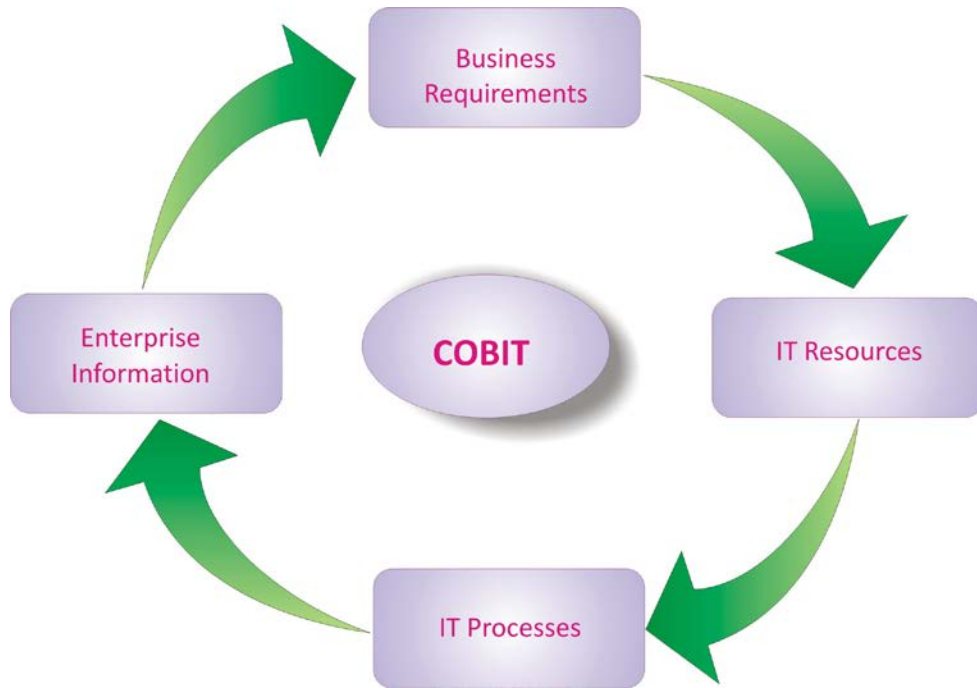 Business
Requirements
Enterprise
Information
COBIT
IT Resources
IT Processes